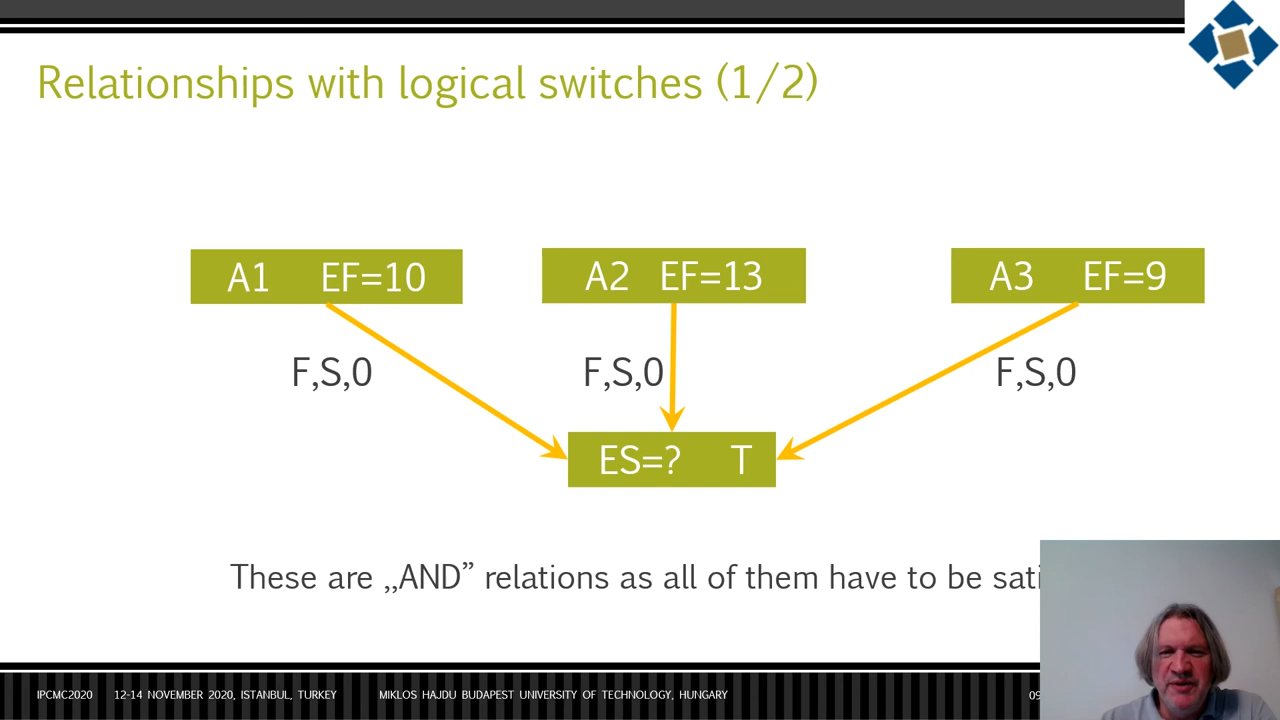 Relationships with logical switches (1/2)
A1 EF=10
A2 EF=13
A3 EF=9
F,S,0
F,S,0
F,S,0
ES=? T
These are „AND” relations as all of them have to be
IPCMC2020 12-14 NOVEMBER 2020, ISTANBUL, TURKEY MIKLOS HAJDU BUDAPEST UNIVERSITY OF TECHNOLOGY, HUNGARY